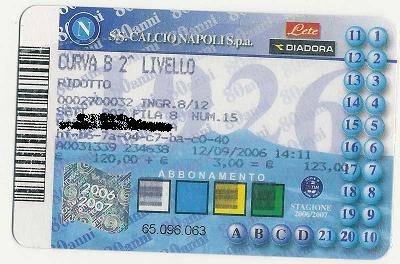 N
S.S. CALCIO NAPOLI S.p.a.
Lete
DIADORA
CURVA B 2^ LIVELLO
RIDOTTO
0002700032 INGR.8/12
FILA 8 NUM.15
A0031339 234638 12/09/2006 14:11
€ 120,00 + € 3,00 = € 123,00
ABBONAMENTO
2006
2007
STAGIONE
2006/2007
65.096.063
80anni
1926
11 1
12 2
13 3
14 4
15 5
16 6
17 7
18 8
19 9
A B C D 21 20 10